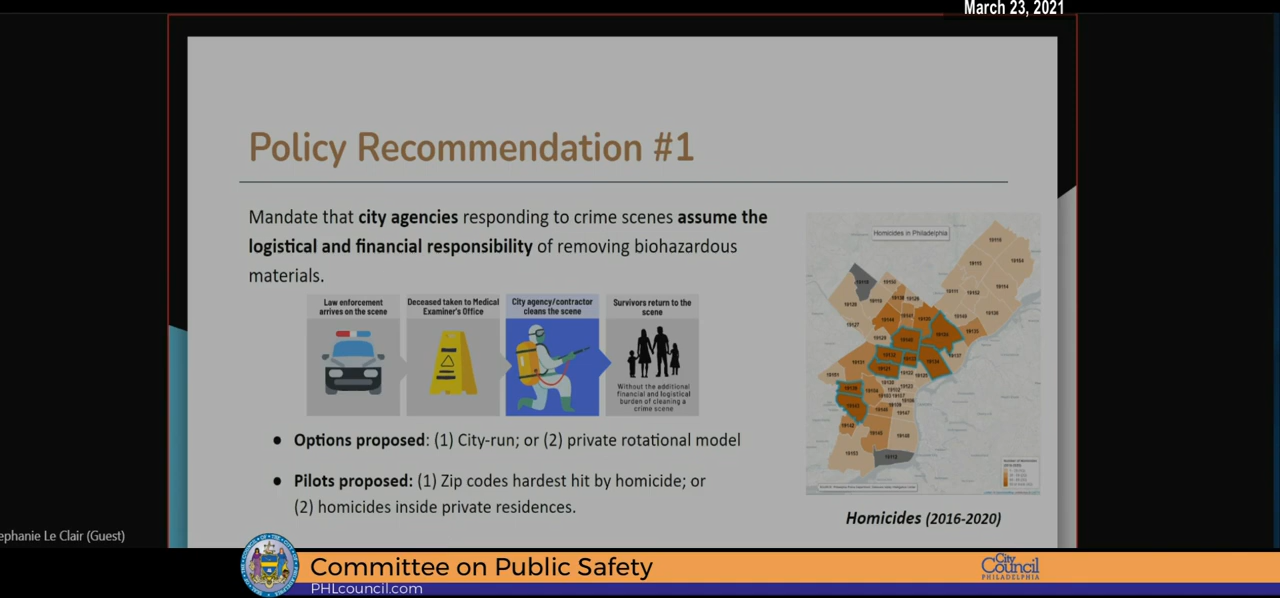 March 23, 2021
Policy Recommendation #1
Mandate that city agencies responding to crime scenes assume the
logistical and financial responsibility of removing biohazardous
materials.
Law enforcement
arrives on the scene
Deceased taken to Medical
Examiner's Office
City agency/contractor
cleans the scene
Survivors return to the
scene
Without the additional
financial and logistical
burden of cleaning a
crime scene
● Options proposed: (1) City-run; or (2) private rotational model
● Pilots proposed: (1) Zip codes hardest hit by homicide; or
(2) homicides inside private residences.
Homicides in Philadelphia
Homicides (2016-2020)
ephanie Le Clair (Guest)
Committee on Public Safety
PHLcouncil.com
City
Council
PHILADELPHIA